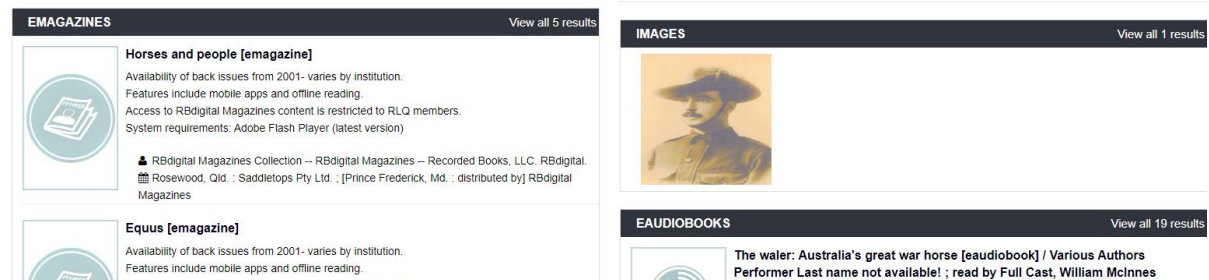 EMAGAZINES View all 5 results
Horses and people [emagazine]
Availability of back issues from 2001- varies by institution.
Features include mobile apps and offline reading.
Access to RBdigital Magazines content is restricted to RLQ members.
System requirements: Adobe Flash Player (latest version)
RBdigital Magazines Collection -- RBdigital Magazines -- Recorded Books, LLC. RBdigital.
Rosewood, Qld. : Saddletops Pty Ltd. ; [Prince Frederick, Md. : distributed by] RBdigital
Magazines
Equus [emagazine]
Availability of back issues from 2001- varies by institution.
Features include mobile apps and offline reading.
IMAGES View all 1 results
EAUDIOBOOKS View all 19 results
The waler: Australia's great war horse [eaudiobook] / Various Authors
Performer Last name not available! ; read by Full Cast, William McInnes